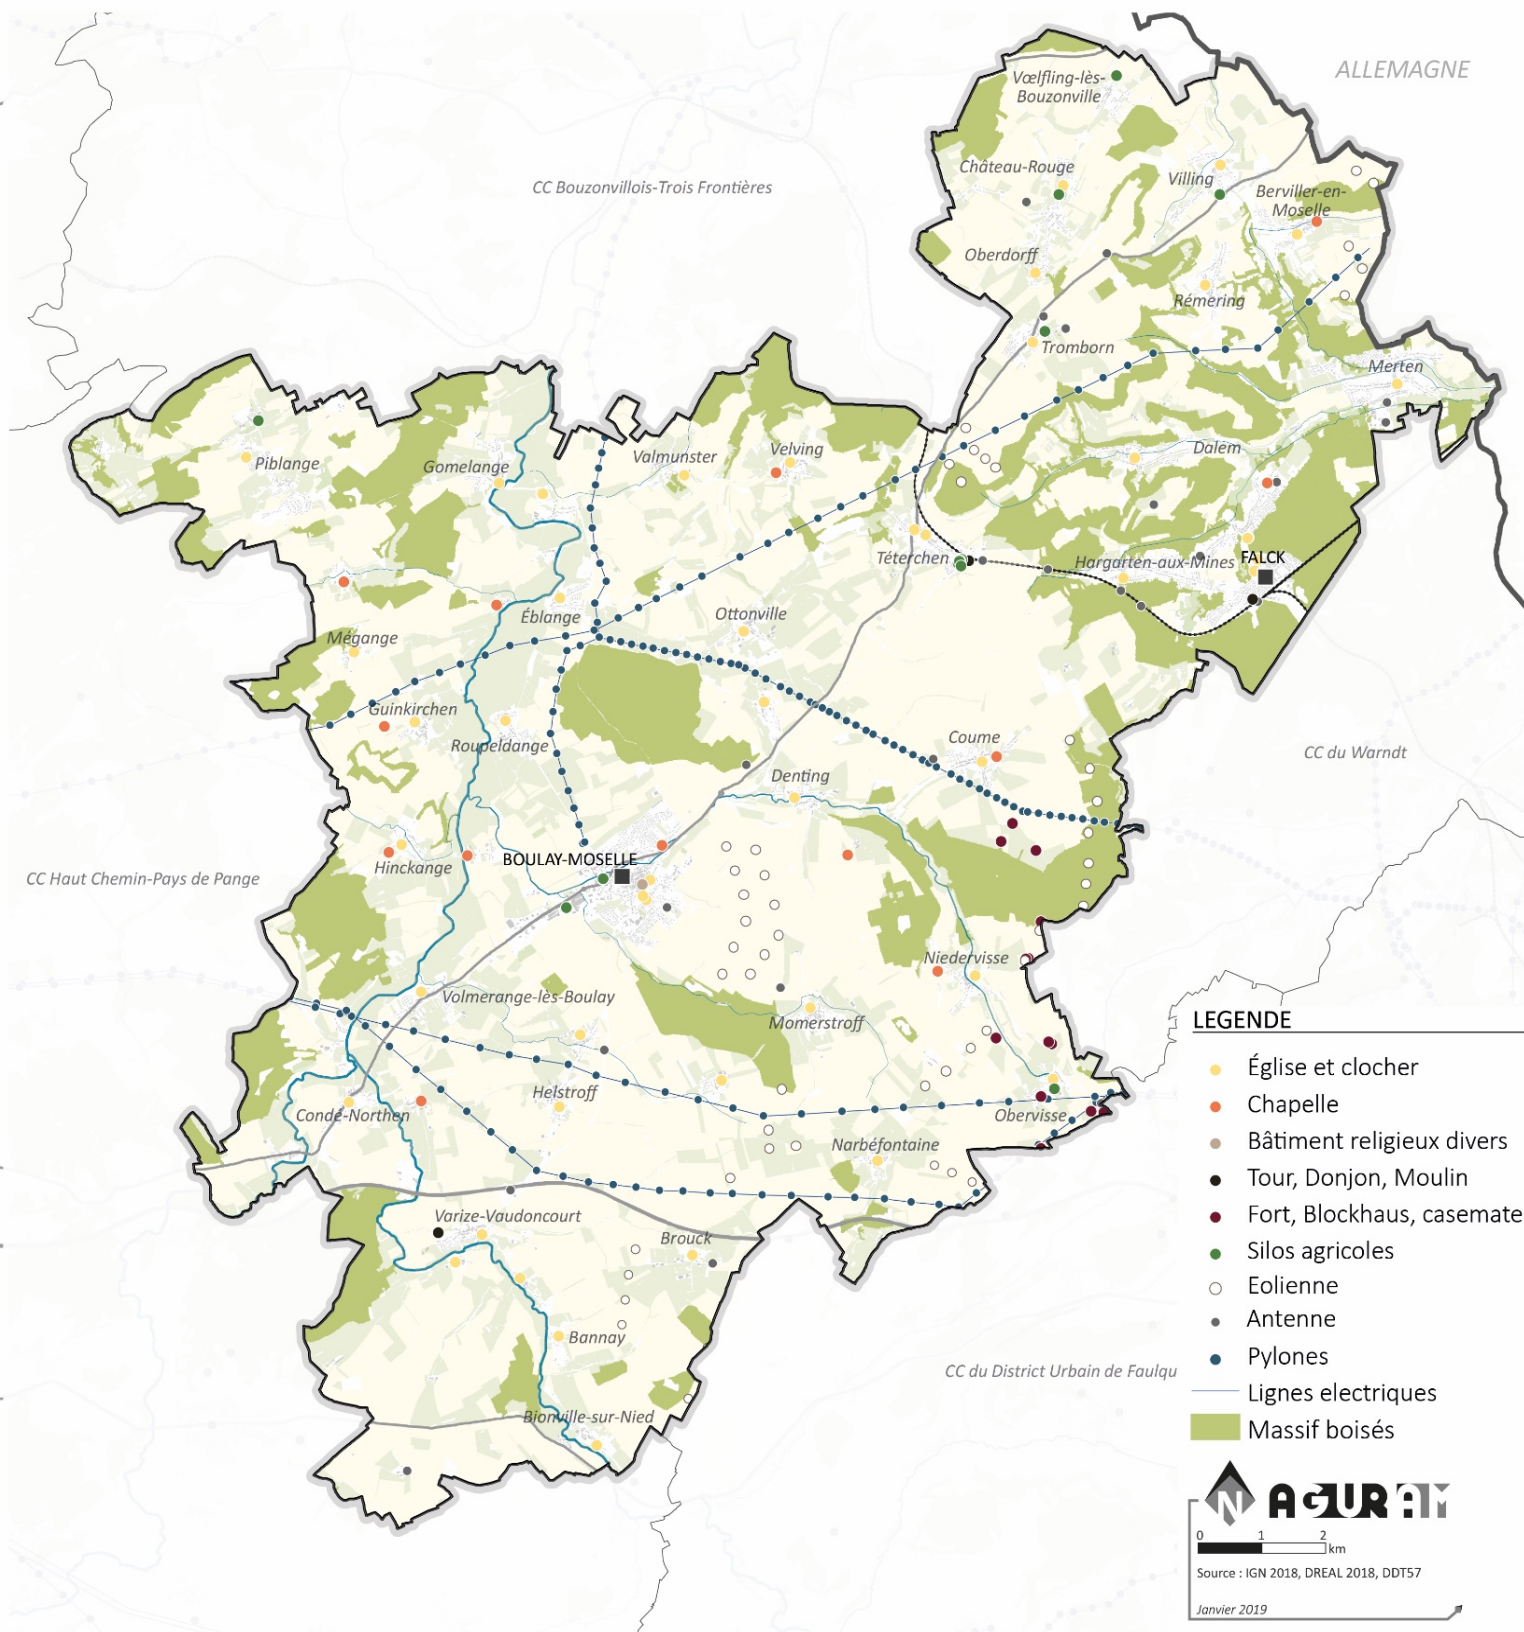 ALLEMAGNE
Vœlfling-lès-
Bouzonville
Château-Rouge
Villing
Berviller-en-
Moselle
CC Bouzonvillois-Trois Frontières
Oberdorff
Rémering
Tromborn
Merten
Piblange
Gomelange
Valmunster
Velving
Dalem
Téterchen
Hargarten-aux-Mines
FALCK
Éblange
Ottonville
Mégange
Guinkirchen
Roupeldange
Coume
CC du Warndt
Denting
BOULAY-MOSELLE
Hinckange
CC Haut Chemin-Pays de Pange
Niedervisse
Volmerange-lès-Boulay
Momerstroff
Helstroff
Condé-Northen
Obervisse
Narbéfontaine
Varize-Vaudoncourt
Brouck
Bannay
CC du District Urbain de Faulqu
Bionville-sur-Nied
LEGENDE
Église et clocher
Chapelle
Bâtiment religieux divers
Tour, Donjon, Moulin
Fort, Blockhaus, casemate
Silos agricoles
Eolienne
Antenne
Pylones
Lignes electriques
Massif boisés
N AGURAM
0 1 2
km
Source : IGN 2018, DREAL 2018, DDT57
Janvier 2019